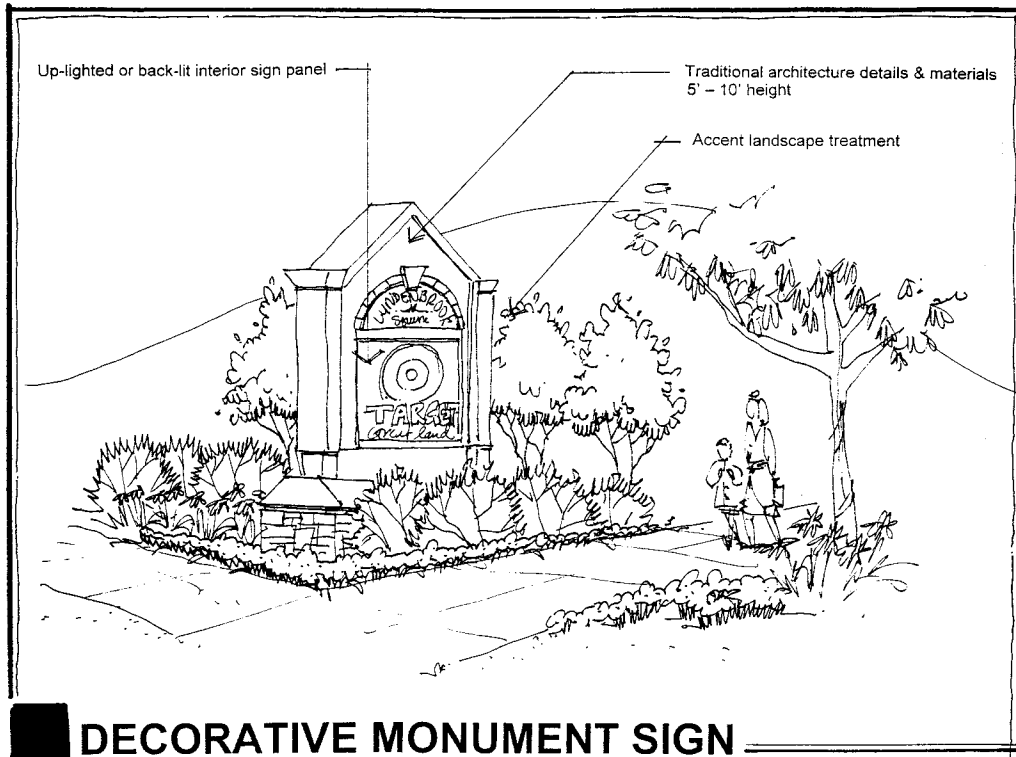 Up-lighted or back-lit interior sign panel
Traditional architecture details & materials
5' – 10' height
Accent landscape treatment
LYNDENBROOK
Square
TARGET
DECORATIVE MONUMENT SIGN